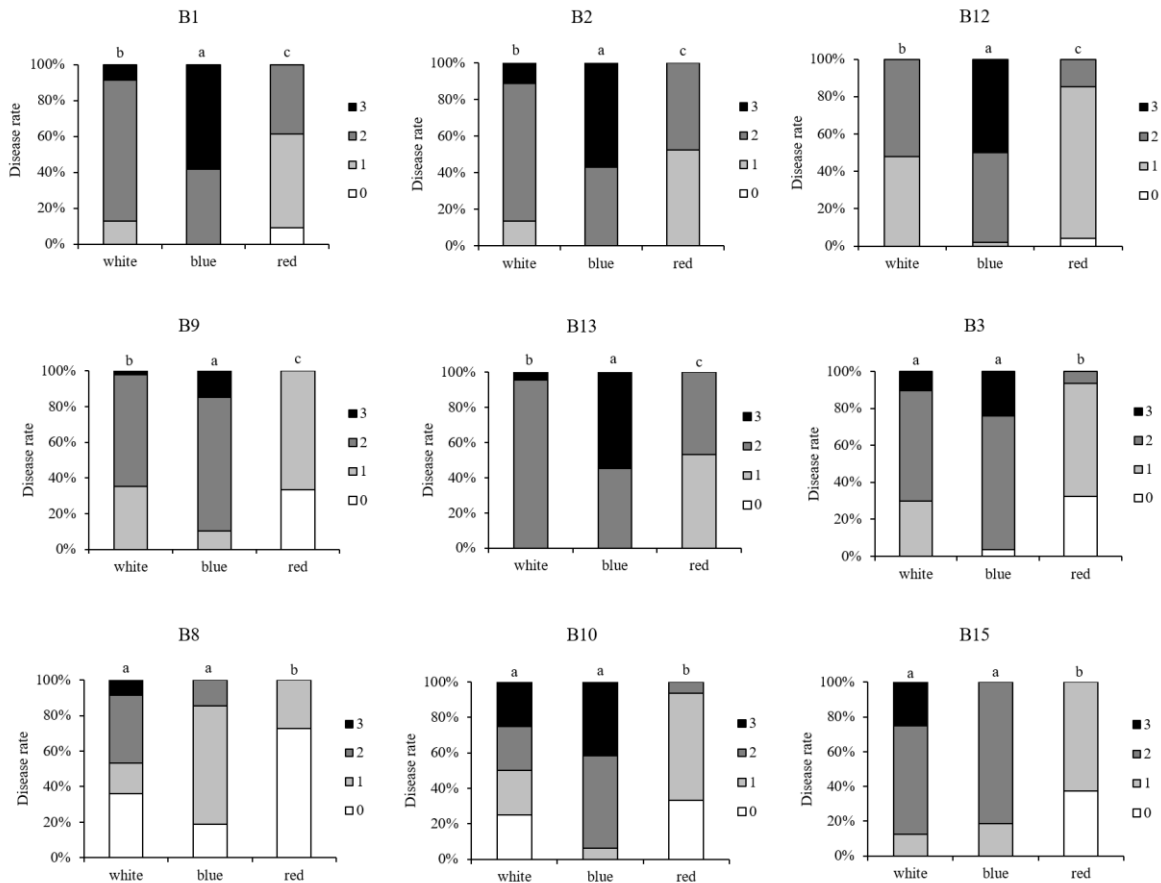 B1
b a c
100%
80%
60%
40%
20%
0%
Disease rate
white blue red
3
2
1
0
B2
b a c
100%
80%
60%
40%
20%
0%
Disease rate
white blue red
3
2
1
0
B12
b a c
100%
80%
60%
40%
20%
0%
Disease rate
white blue red
3
2
1
0
B9
b a c
100%
80%
60%
40%
20%
0%
Disease rate
white blue red
3
2
1
0
B13
b a c
100%
80%
60%
40%
20%
0%
Disease rate
white blue red
3
2
1
0
B3
a a b
100%
80%
60%
40%
20%
0%
Disease rate
white blue red
3
2
1
0
B8
a a b
100%
80%
60%
40%
20%
0%
Disease rate
white blue red
3
2
1
0
B10
a a b
100%
80%
60%
40%
20%
0%
Disease rate
white blue red
3
2
1
0
B15
a a b
100%
80%
60%
40%
20%
0%
Disease rate
white blue red
3
2
1
0